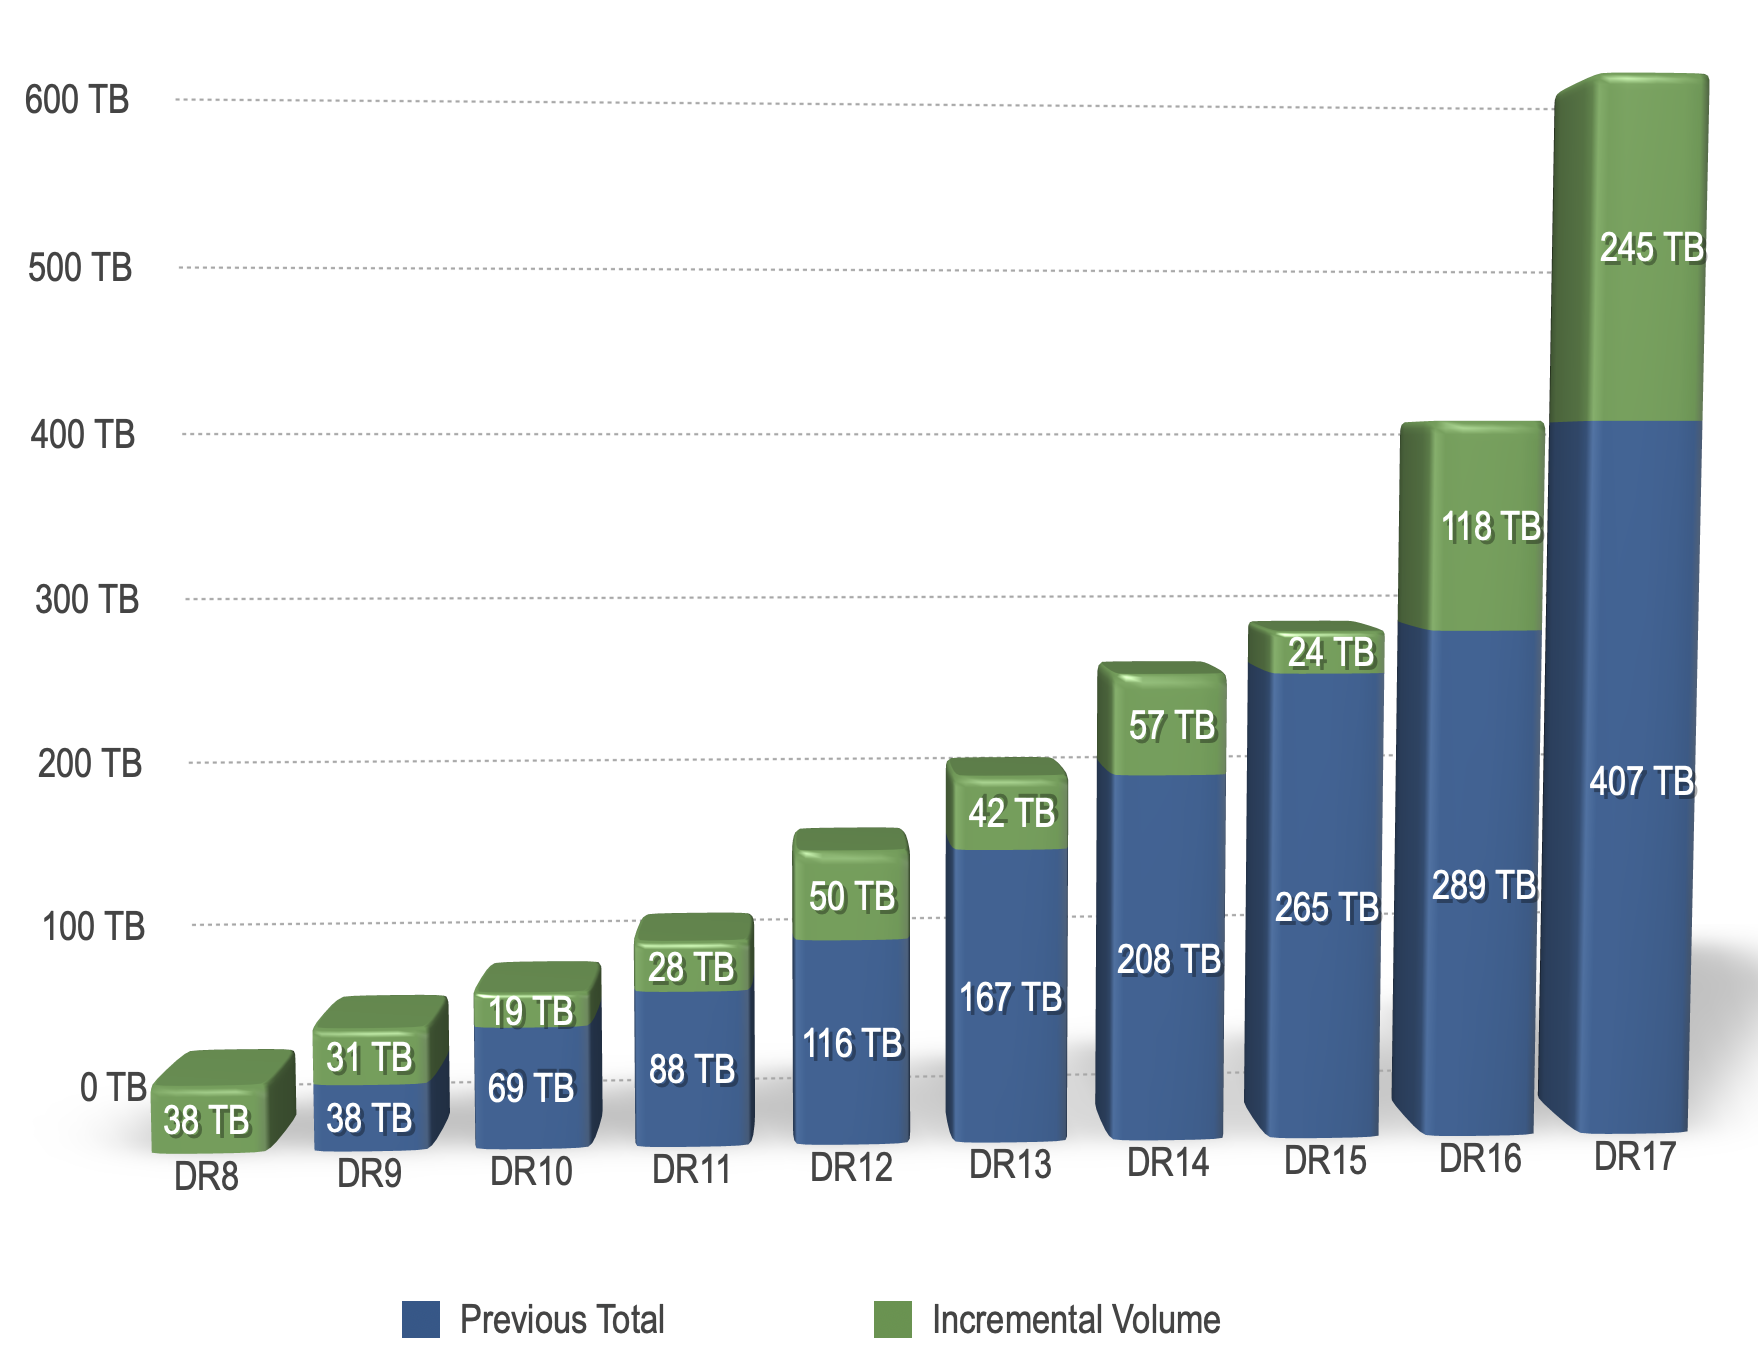 600 TB
500 TB
400 TB
300 TB
200 TB
100 TB
0 TB
245 TB
118 TB
24 TB
57 TB
42 TB
50 TB
28 TB
19 TB
31 TB
38 TB
407 TB
289 TB
265 TB
208 TB
167 TB
116 TB
88 TB
69 TB
38 TB
DR8 DR9 DR10 DR11 DR12 DR13 DR14 DR15 DR16 DR17
Previous Total Incremental Volume